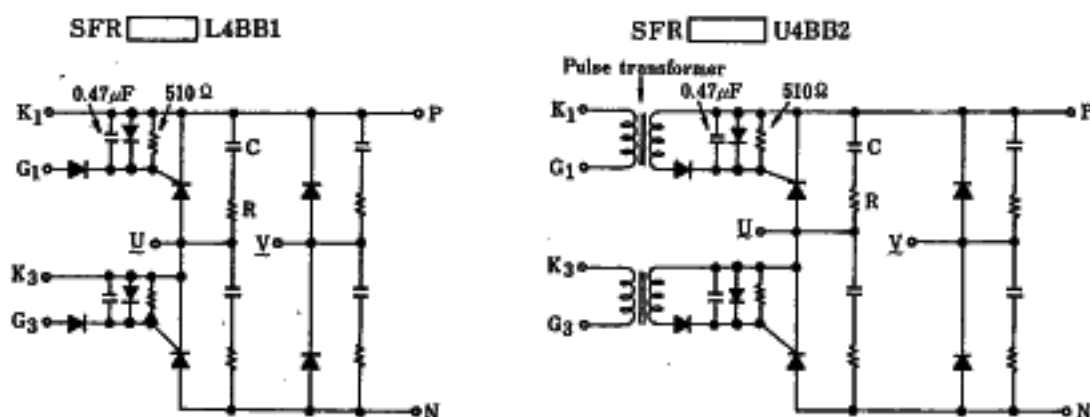 SFR L4BB1
0.47μF
510Ω
K1
P
C
G1
R
U
V
K3
G3
N
SFR U4BB2
Pulse transformer
0.47μF
510Ω
K1
P
C
G1
R
U
V
K3
G3
N